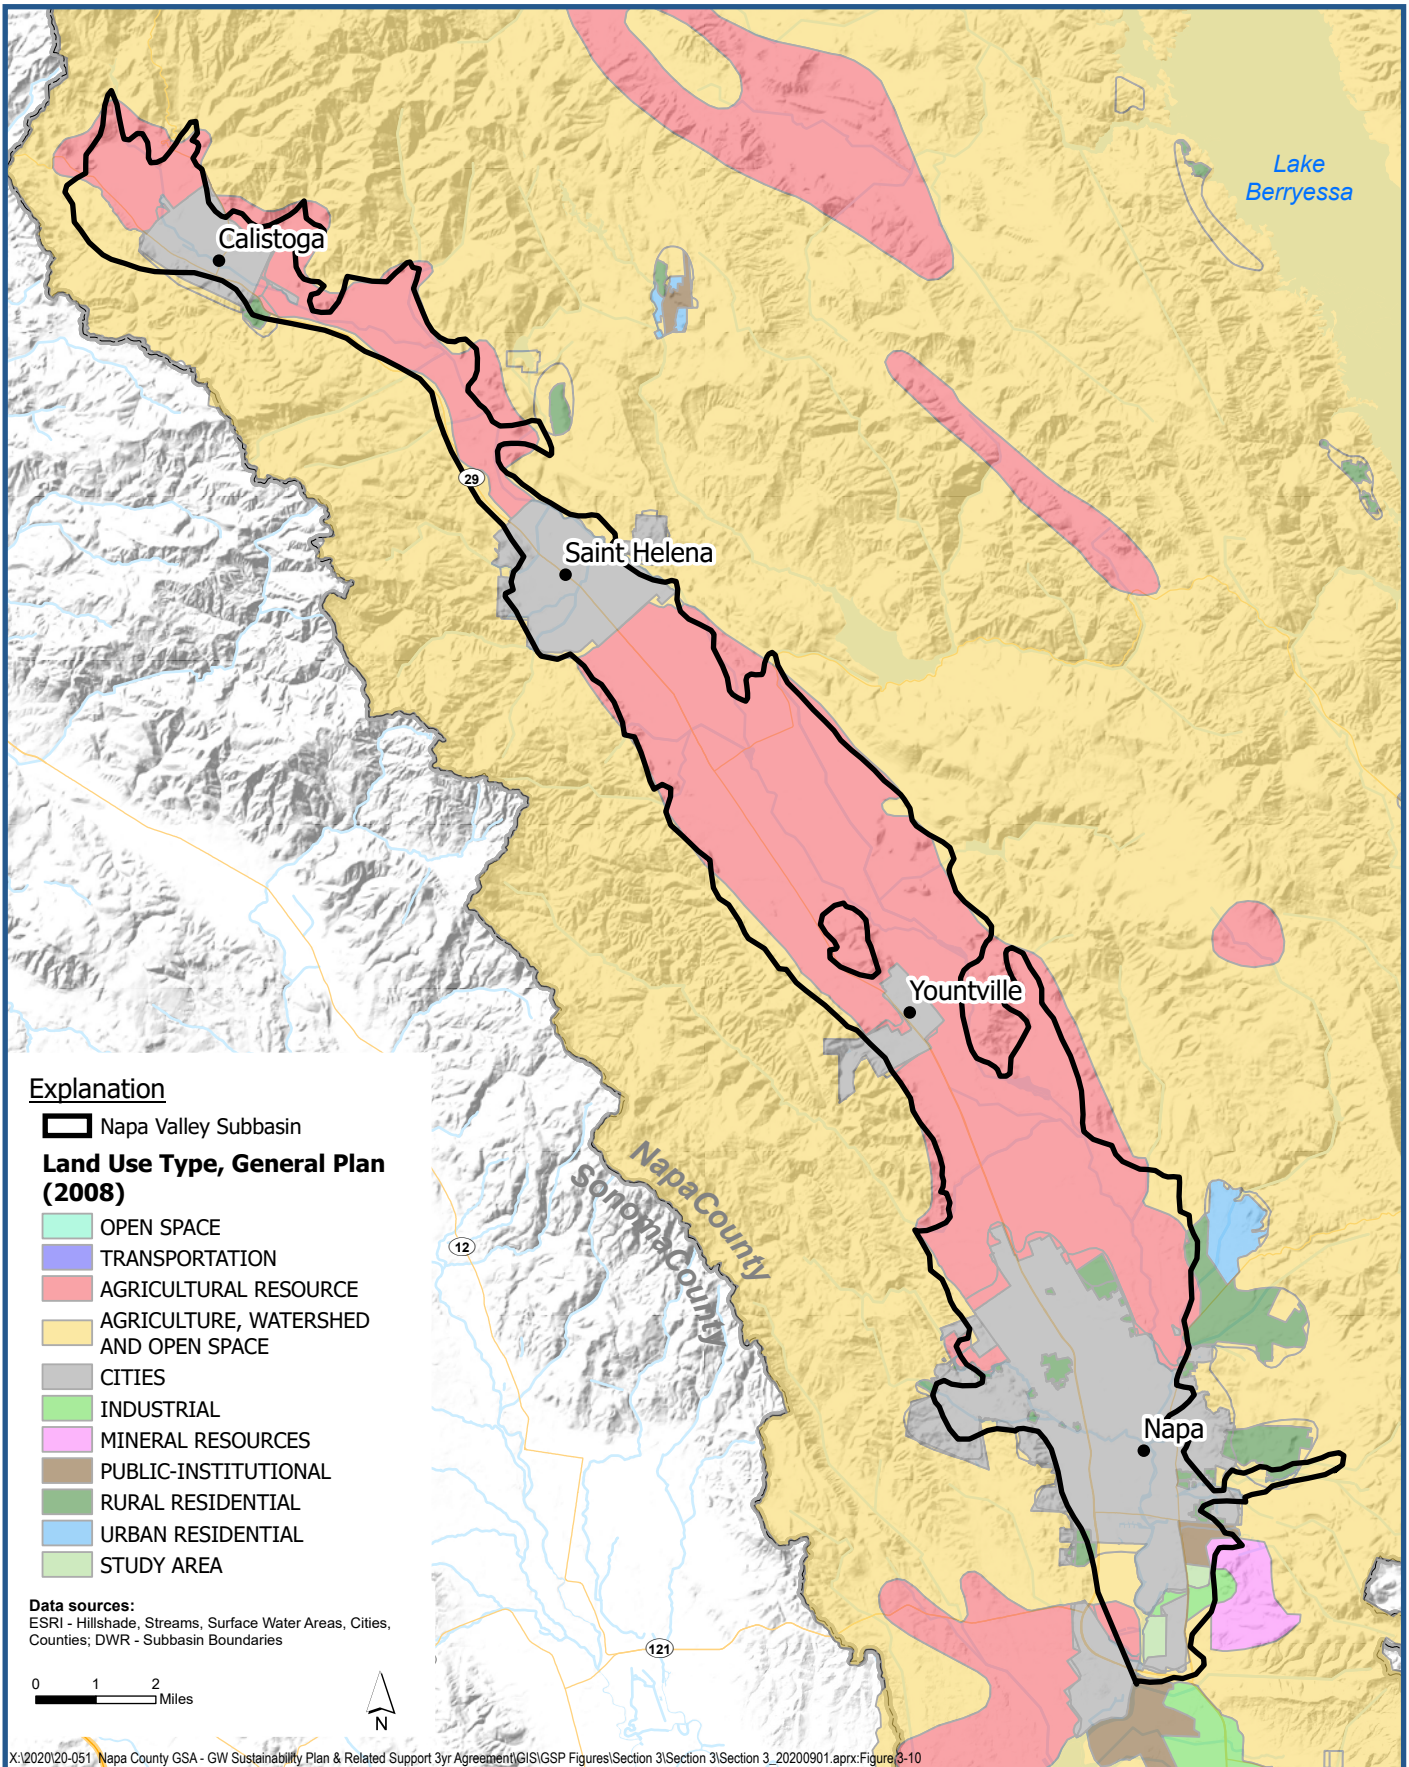 Lake
Berryessa
Calistoga
29
Saint Helena
Yountville
Napa County
Sonoma County
12
Napa
121
Explanation
Napa Valley Subbasin
Land Use Type, General Plan
(2008)
OPEN SPACE
TRANSPORTATION
AGRICULTURAL RESOURCE
AGRICULTURE, WATERSHED
AND OPEN SPACE
CITIES
INDUSTRIAL
MINERAL RESOURCES
PUBLIC-INSTITUTIONAL
RURAL RESIDENTIAL
URBAN RESIDENTIAL
STUDY AREA
Data sources:
ESRI - Hillshade, Streams, Surface Water Areas, Cities,
Counties; DWR - Subbasin Boundaries
0 1 2
Miles
N
X:\2020\20-051 Napa County GSA - GW Sustainability Plan & Related Support 3yr Agreement\GIS\GSP Figures\Section 3\Section 3\Section 3_20200901.aprx:Figure 3-10